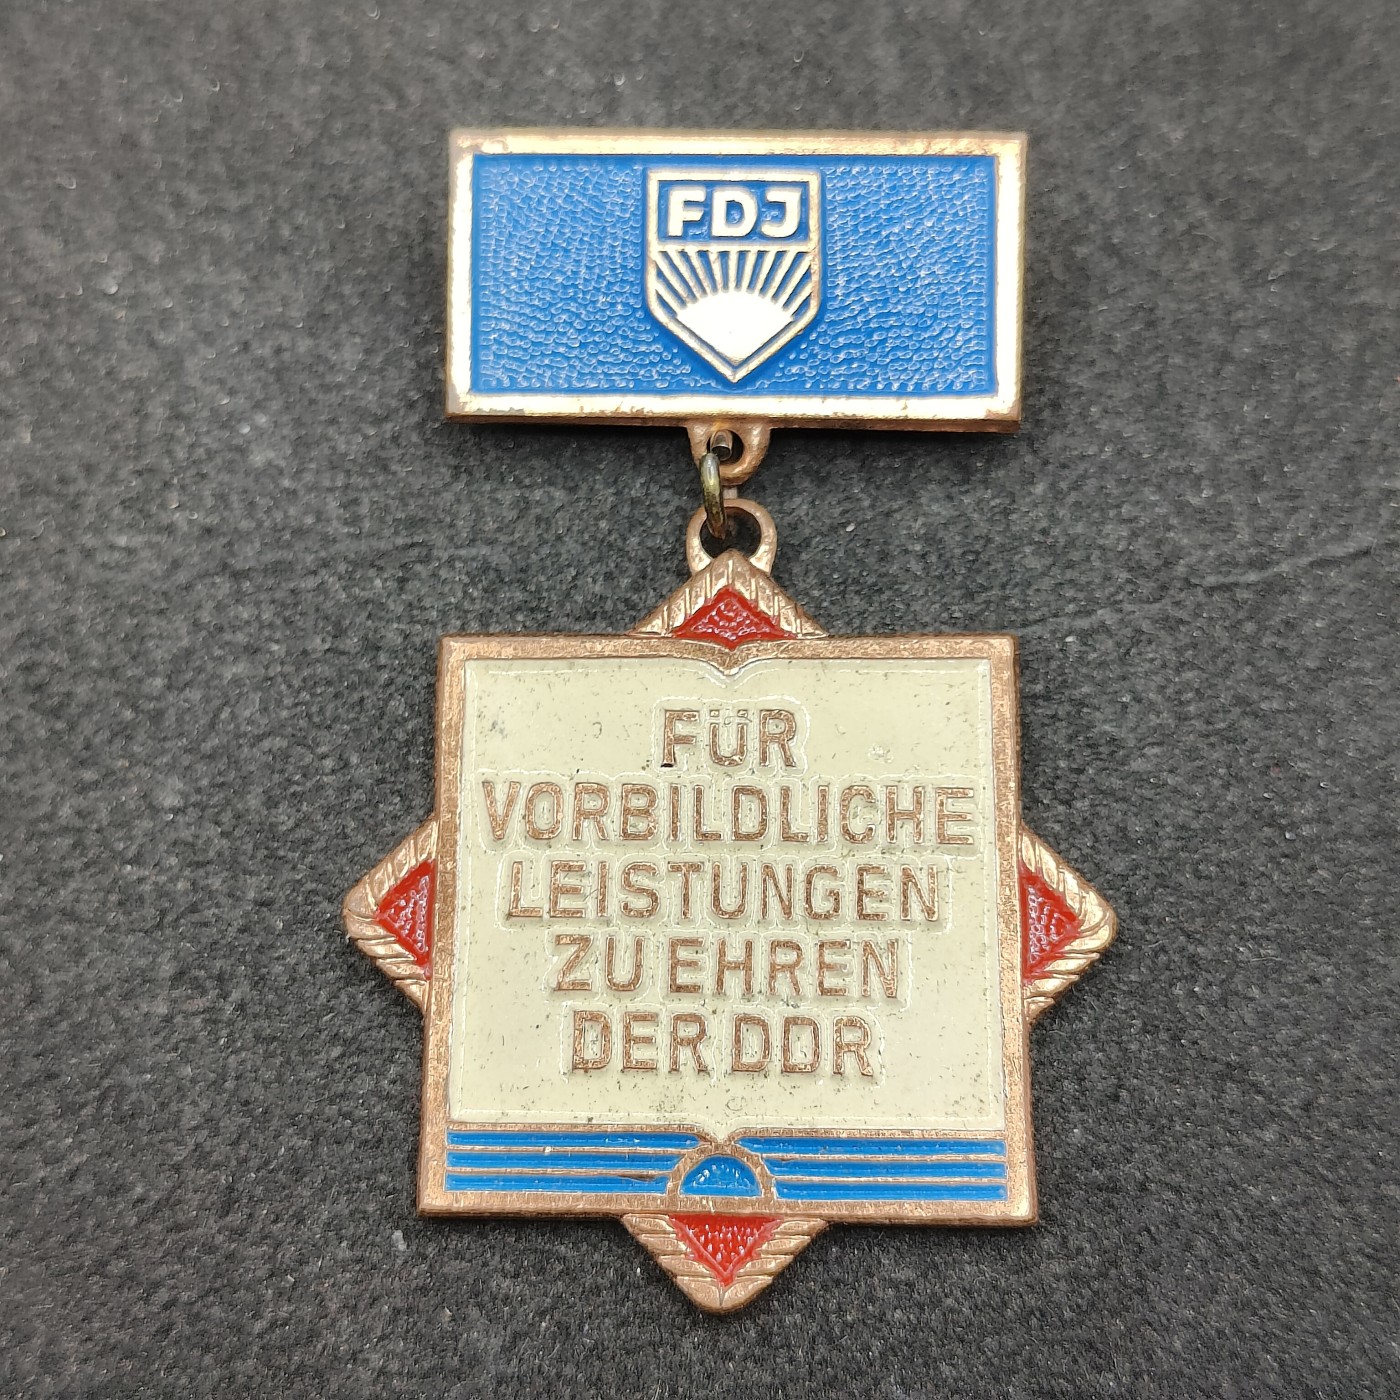 FDJ
FÜR
VORBILDLICHE
LEISTUNGEN
ZU EHREN
DER DDR